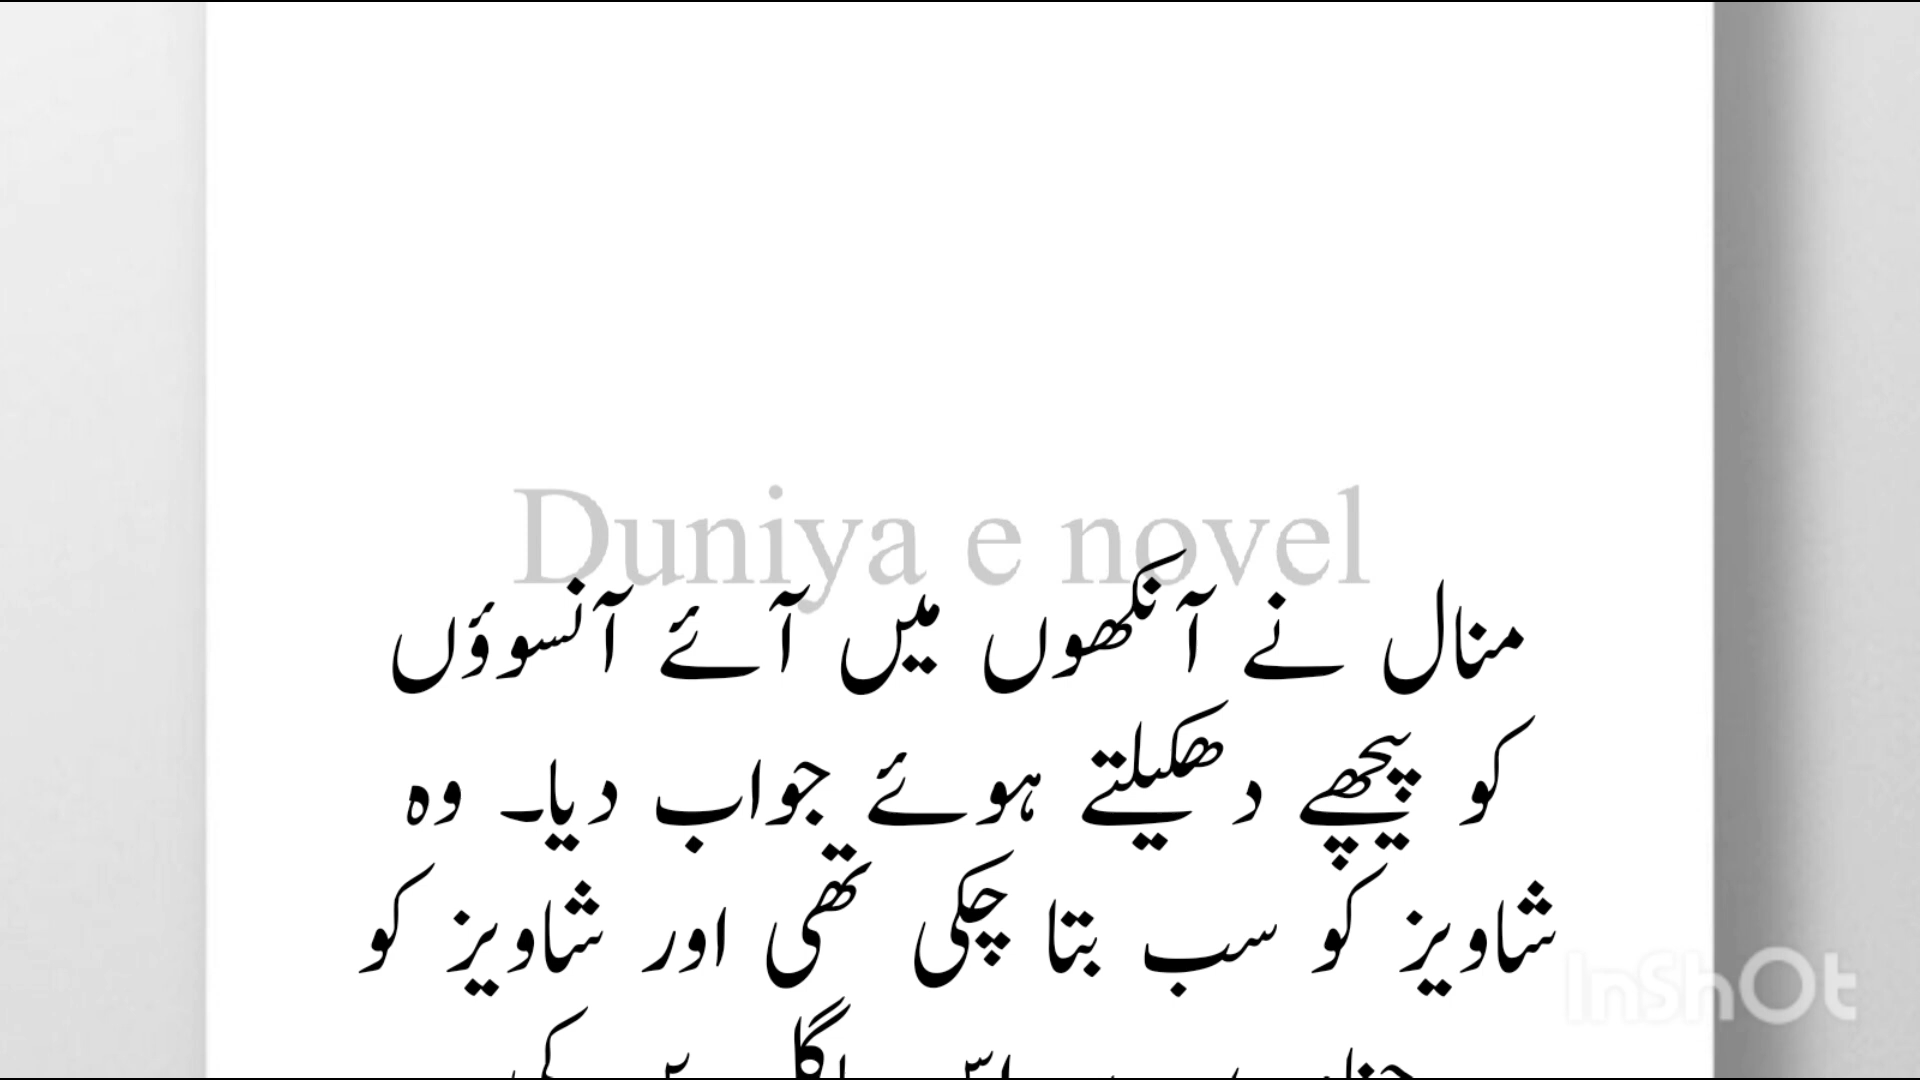 Duniya e novel
منال نے آنکھوں میں آئے آنسوؤں
کو پیچھے دھکیلتے ہوئے جواب دیا۔ وہ
شاویز کو سب بتا چکی تھی اور شاویز کو
InShOt